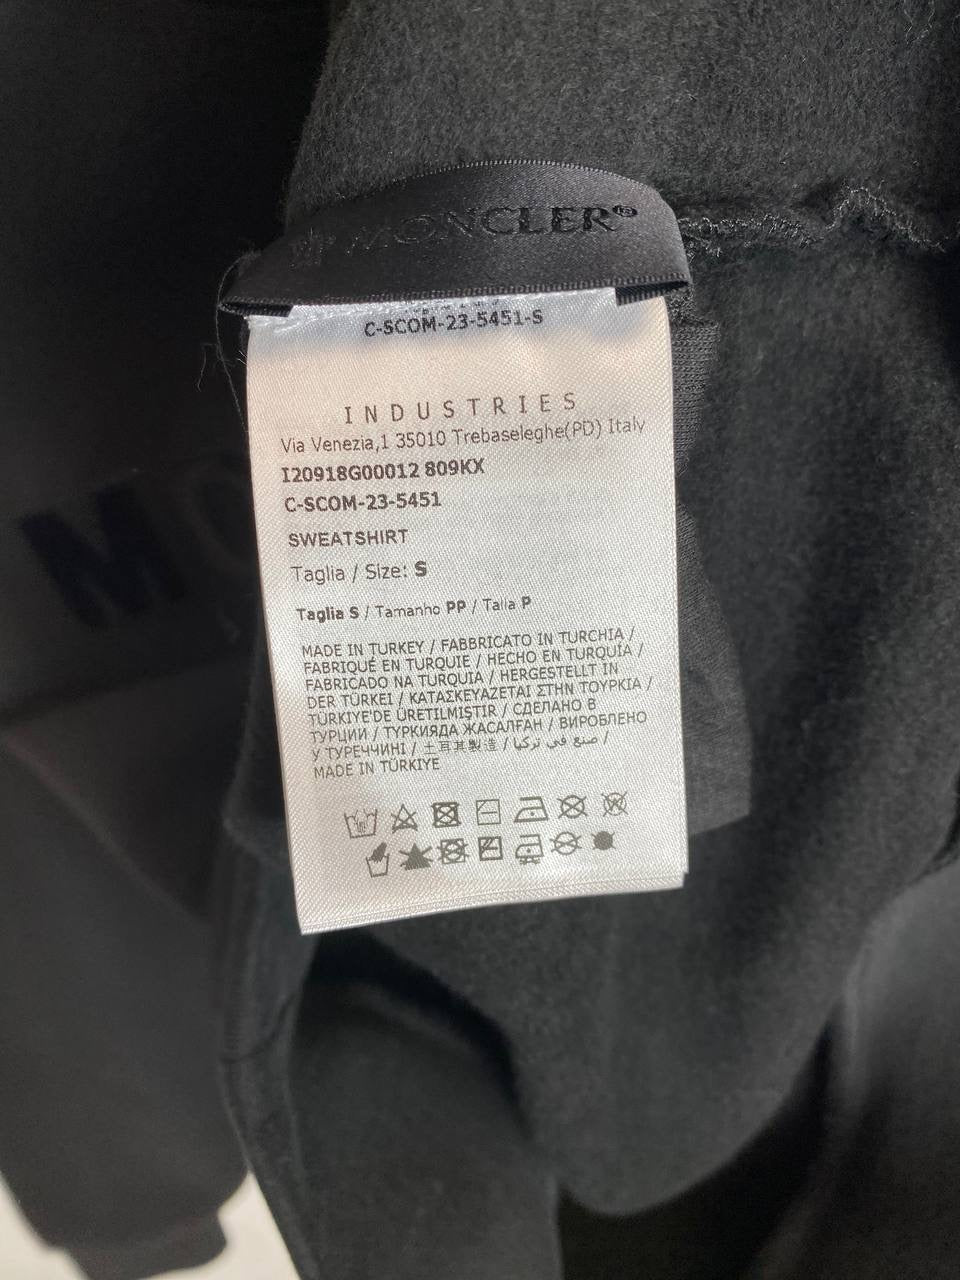 MONCLER
C-SCOM-23-5451-S
INDUSTRIES
Via Venezia,1 35010 Trebaseleghe(PD) Italy
I20918G00012 809KX
C-SCOM-23-5451
SWEATSHIRT
Taglia / Size: S
Taglia S / Tamanho PP / Talla P
MADE IN TURKEY / FABBRICATO IN TURCHIA /
FABRIQUÉ EN TURQUIE / HECHO EN TURQUÍA /
FABRICADO NA TURQUIA / HERGESTELLT IN
DER TÜRKEI / ΚΑΤΑΣΚΕΥΑΖΕΤΑΙ ΣΤΗΝ ΤΟΥΡΚΙΑ /
TÜRKIYE'DE ÜRETILMIŞTIR / СДЕЛАНО В
ТУРЦИИ / ТҮРКИЯДА ЖАСАЛҒАН / ВИРОБЛЕНО
У ТУРЕЧЧИНІ / 土耳其製造 / صنع في تركيا /
MADE IN TÜRKIYE